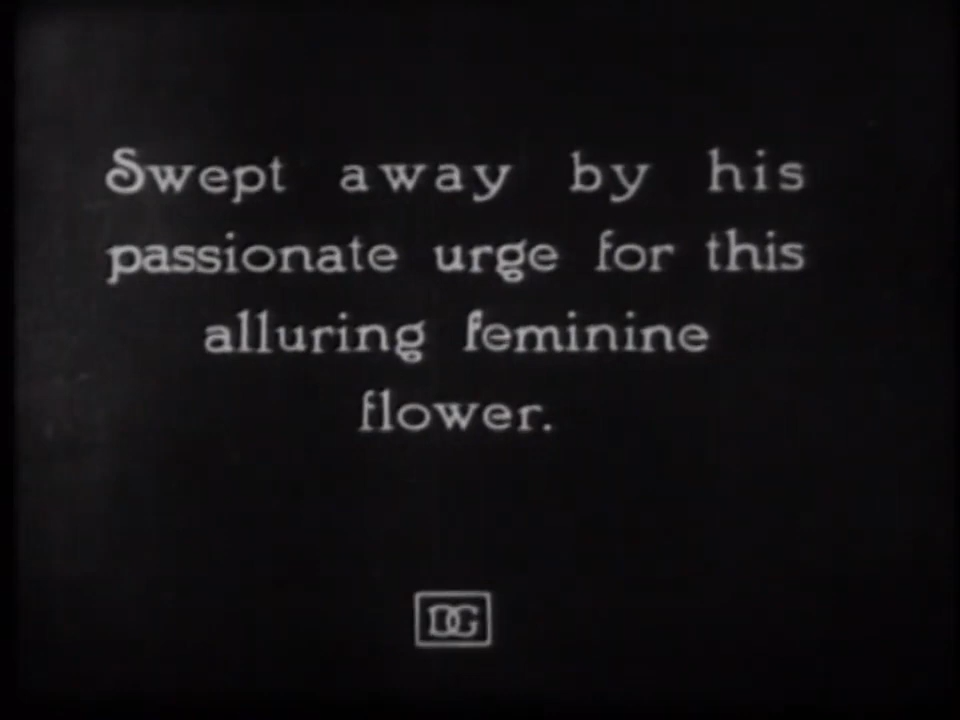 Swept away by his
passionate urge for this
alluring feminine
flower.
DG